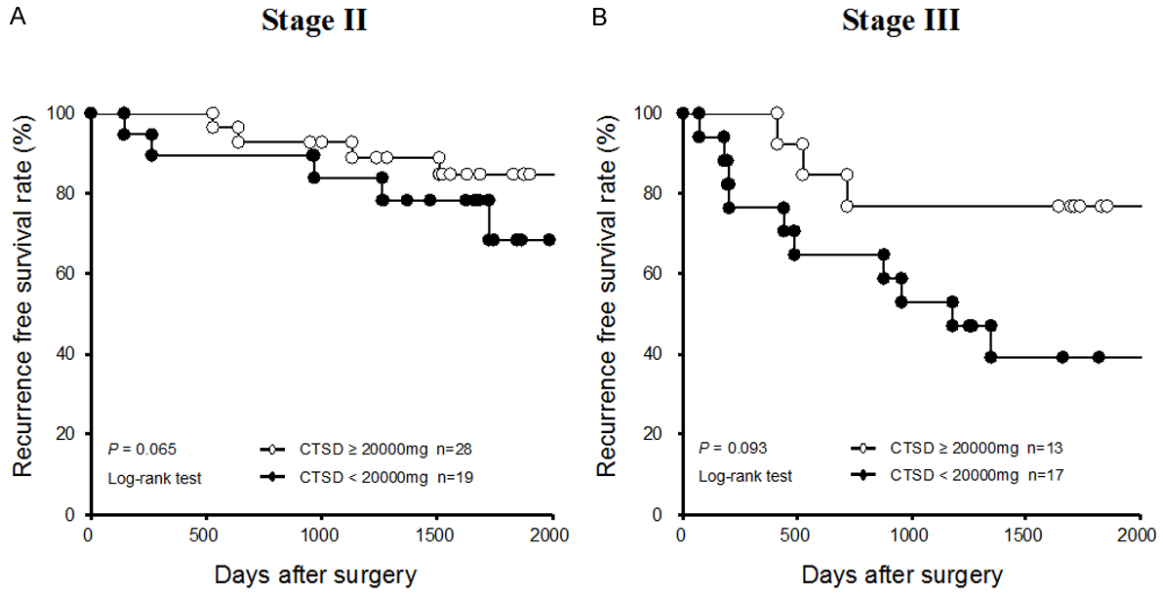 A
Stage II
Recurrence free survival rate (%)
100
80
60
40
20
0
P = 0.065
Log-rank test
CTSD ≥ 20000mg n=28
CTSD < 20000mg n=19
0 500 1000 1500 2000
Days after surgery
B
Stage III
Recurrence free survival rate (%)
100
80
60
40
20
0
P = 0.093
Log-rank test
CTSD ≥ 20000mg n=13
CTSD < 20000mg n=17
0 500 1000 1500 2000
Days after surgery